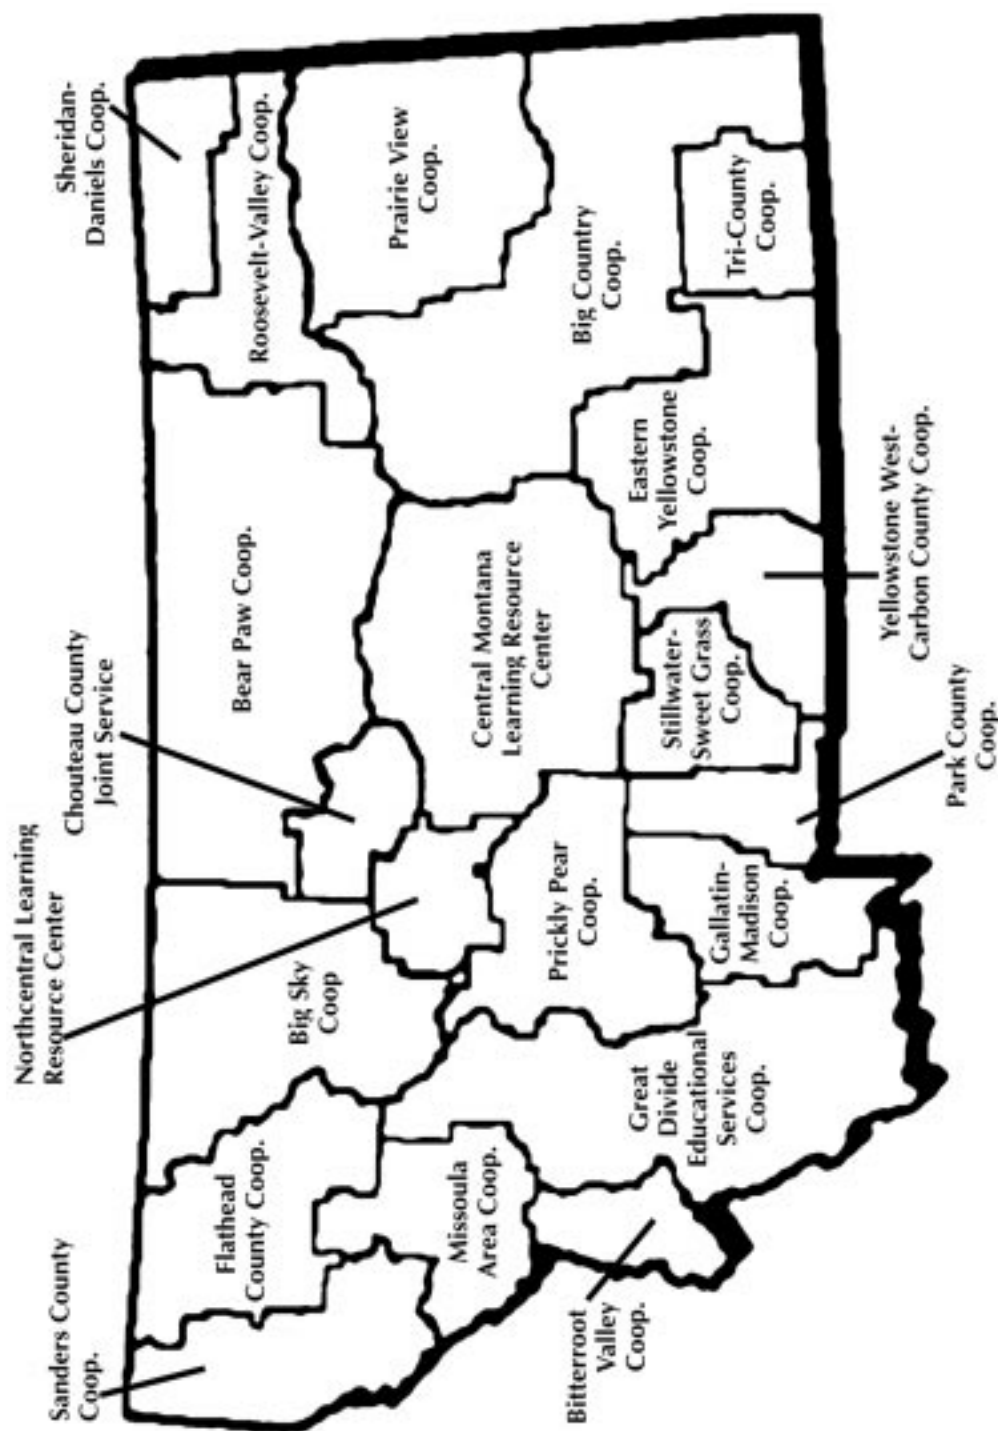 Sanders County
Coop.
Northcentral Learning
Resource Center
Chouteau County
Joint Service
Sheridan-
Daniels Coop.
Flathead
County Coop.
Big Sky
Coop
Bear Paw Coop.
Roosevelt-Valley Coop.
Prairie View
Coop.
Missoula
Area Coop.
Prickly Pear
Coop.
Central Montana
Learning Resource
Center
Big Country
Coop.
Great
Divide
Educational
Services
Coop.
Gallatin-
Madison Coop.
Stillwater-
Sweet Grass
Coop.
Eastern
Yellowstone
Coop.
Tri-County
Coop.
Bitterroot
Valley
Coop.
Park County
Coop.
Yellowstone West-
Carbon County Coop.